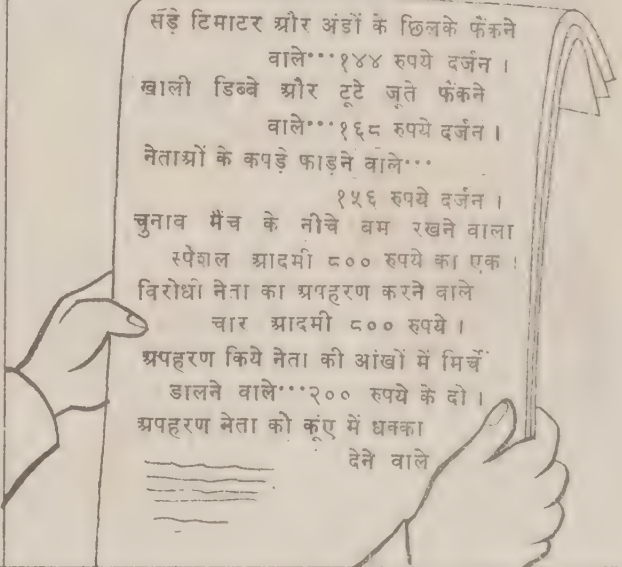 सड़े टिमाटर और अंडों के छिलके फेंकने
वाले···१४४ रुपये दर्जन ।
खाली डिब्बे और टूटे जूते फेंकने
वाले···१६८ रुपये दर्जन ।
नेताओं के कपड़े फाड़ने वाले···
१५६ रुपये दर्जन ।
चुनाव मैंच के नीचे बम रखने वाला
स्पेशल आदमी ८०० रुपये का एक ।
विरोधी नेता का अपहरण करने वाले
चार आदमी ८०० रुपये ।
अपहरण किये नेता की आंखों में मिर्चें
डालने वाले···२०० रुपये के दो ।
अपहरण नेता को कूंए में धक्का
देने वाले